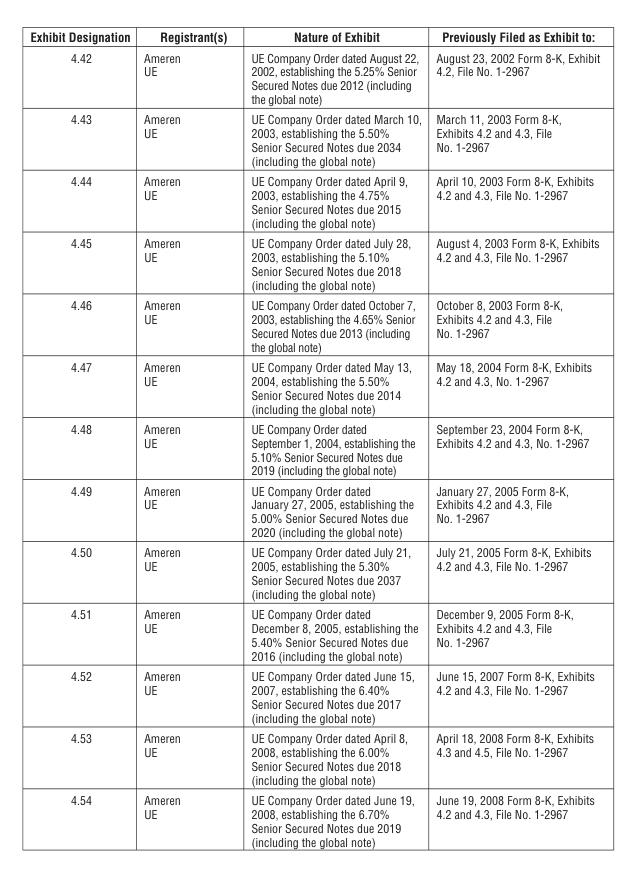 Exhibit Designation Registrant(s) Nature of Exhibit Previously Filed as Exhibit to:
4.42 Ameren UE Company Order dated August 22, August 23, 2002 Form 8-K, Exhibit
UE 2002, establishing the 5.25% Senior 4.2, File No. 1-2967
Secured Notes due 2012 (including
the global note)
4.43 Ameren UE Company Order dated March 10, March 11, 2003 Form 8-K,
UE 2003, establishing the 5.50% Exhibits 4.2 and 4.3, File
Senior Secured Notes due 2034 No. 1-2967
(including the global note)
4.44 Ameren UE Company Order dated April 9, April 10, 2003 Form 8-K, Exhibits
UE 2003, establishing the 4.75% 4.2 and 4.3, File No. 1-2967
Senior Secured Notes due 2015
(including the global note)
4.45 Ameren UE Company Order dated July 28, August 4, 2003 Form 8-K, Exhibits
UE 2003, establishing the 5.10% 4.2 and 4.3, File No. 1-2967
Senior Secured Notes due 2018
(including the global note)
4.46 Ameren UE Company Order dated October 7, October 8, 2003 Form 8-K,
UE 2003, establishing the 4.65% Senior Exhibits 4.2 and 4.3, File
Secured Notes due 2013 (including No. 1-2967
the global note)
4.47 Ameren UE Company Order dated May 13, May 18, 2004 Form 8-K, Exhibits
UE 2004, establishing the 5.50% 4.2 and 4.3, No. 1-2967
Senior Secured Notes due 2014
(including the global note)
4.48 Ameren UE Company Order dated September 23, 2004 Form 8-K,
UE September 1, 2004, establishing the Exhibits 4.2 and 4.3, No. 1-2967
5.10% Senior Secured Notes due
2019 (including the global note)
4.49 Ameren UE Company Order dated January 27, 2005 Form 8-K,
UE January 27, 2005, establishing the Exhibits 4.2 and 4.3, File
5.00% Senior Secured Notes due No. 1-2967
2020 (including the global note)
4.50 Ameren UE Company Order dated July 21, July 21, 2005 Form 8-K, Exhibits
UE 2005, establishing the 5.30% 4.2 and 4.3, File No. 1-2967
Senior Secured Notes due 2037
(including the global note)
4.51 Ameren UE Company Order dated December 9, 2005 Form 8-K,
UE December 8, 2005, establishing the Exhibits 4.2 and 4.3, File
5.40% Senior Secured Notes due No. 1-2967
2016 (including the global note)
4.52 Ameren UE Company Order dated June 15, June 15, 2007 Form 8-K, Exhibits
UE 2007, establishing the 6.40% 4.2 and 4.3, File No. 1-2967
Senior Secured Notes due 2017
(including the global note)
4.53 Ameren UE Company Order dated April 8, April 18, 2008 Form 8-K, Exhibits
UE 2008, establishing the 6.00% 4.3 and 4.5, File No. 1-2967
Senior Secured Notes due 2018
(including the global note)
4.54 Ameren UE Company Order dated June 19, June 19, 2008 Form 8-K, Exhibits
UE 2008, establishing the 6.70% 4.2 and 4.3, File No. 1-2967
Senior Secured Notes due 2019
(including the global note)